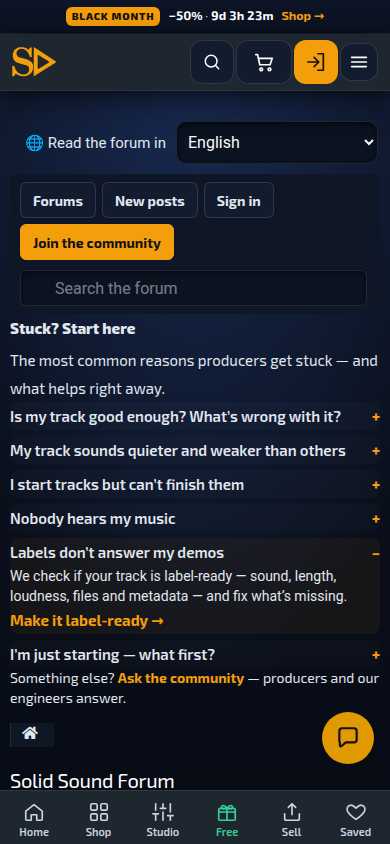 BLACK MONTH −50% · 9d 3h 23m Shop →
Read the forum in English
Forums New posts Sign in
Join the community
Search the forum
Stuck? Start here
The most common reasons producers get stuck — and
what helps right away.
Is my track good enough? What's wrong with it? +
My track sounds quieter and weaker than others +
I start tracks but can't finish them +
Nobody hears my music +
Labels don't answer my demos −
We check if your track is label-ready — sound, length,
loudness, files and metadata — and fix what's missing.
Make it label-ready →
I'm just starting — what first? +
Something else? Ask the community — producers and our
engineers answer.
Solid Sound Forum
Home Shop Studio Free Sell Saved